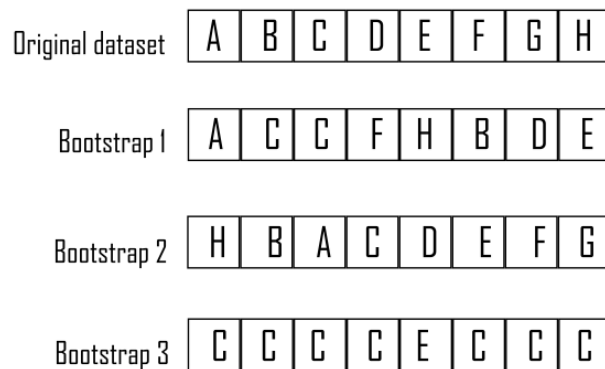 Original dataset A B C D E F G H
Bootstrap 1 A C C F H B D E
Bootstrap 2 H B A C D E F G
Bootstrap 3 C C C C E C C C